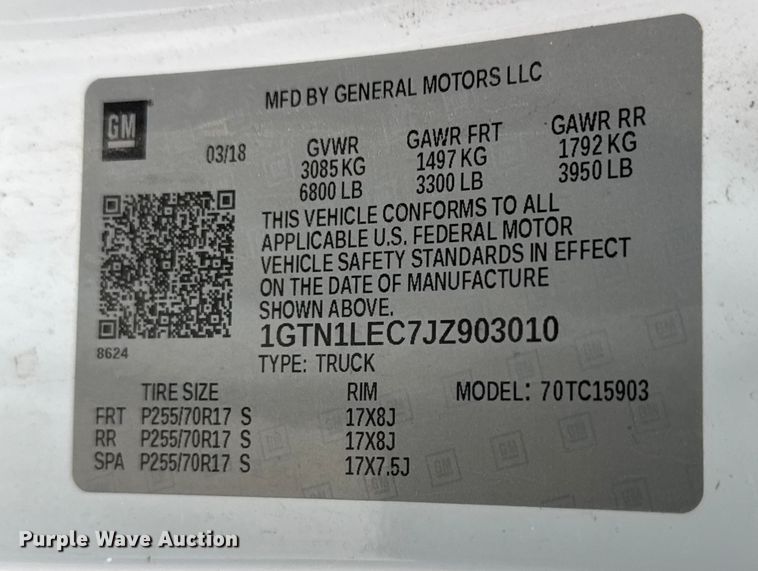 MFD BY GENERAL MOTORS LLC
GM
03/18 GVWR GAWR FRT GAWR RR
3085 KG 1497 KG 1792 KG
6800 LB 3300 LB 3950 LB
THIS VEHICLE CONFORMS TO ALL
APPLICABLE U.S. FEDERAL MOTOR
VEHICLE SAFETY STANDARDS IN EFFECT
ON THE DATE OF MANUFACTURE
SHOWN ABOVE.
1GTN1LEC7JZ903010
8624
TYPE: TRUCK
TIRE SIZE RIM MODEL: 70TC15903
FRT P255/70R17 S 17X8J
RR P255/70R17 S 17X8J
SPA P255/70R17 S 17X7.5J
Purple Wave Auction